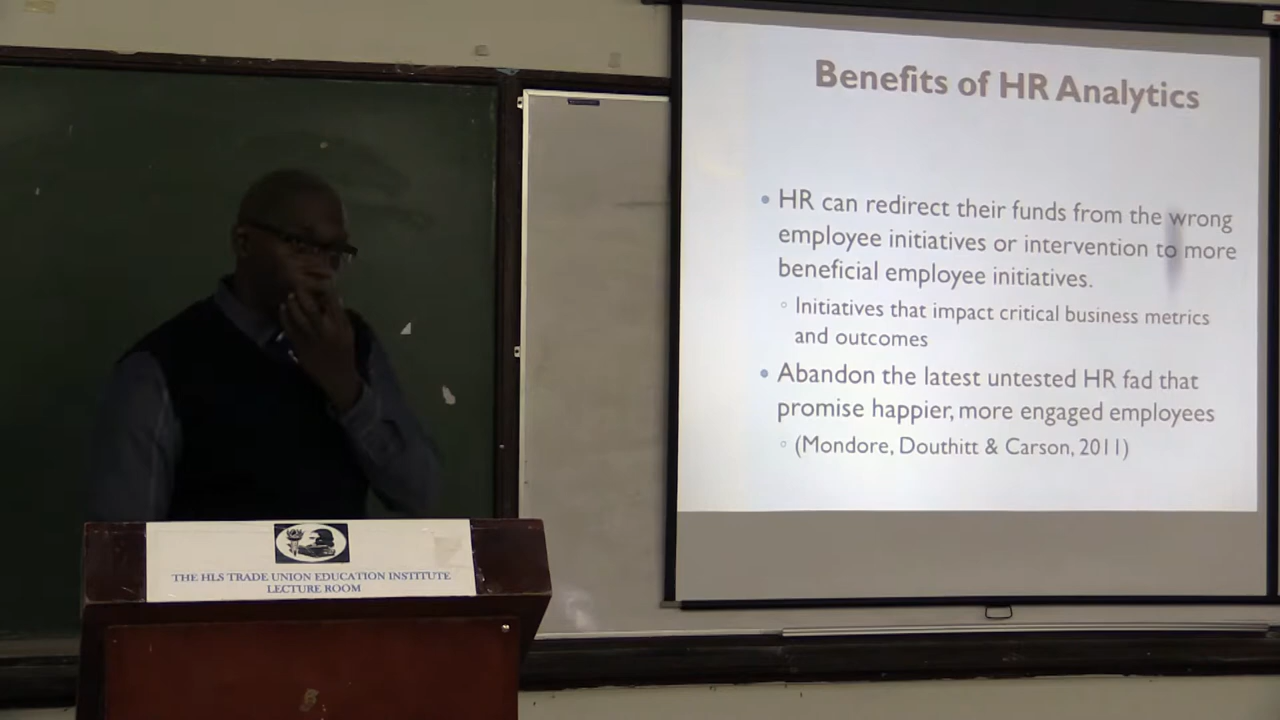 Benefits of HR Analytics
• HR can redirect their funds from the wrong
employee initiatives or intervention to more
beneficial employee initiatives.
◦ Initiatives that impact critical business metrics
and outcomes
• Abandon the latest untested HR fad that
promise happier, more engaged employees
◦ (Mondore, Douthitt & Carson, 2011)
THE HLS TRADE UNION EDUCATION INSTITUTE
LECTURE ROOM